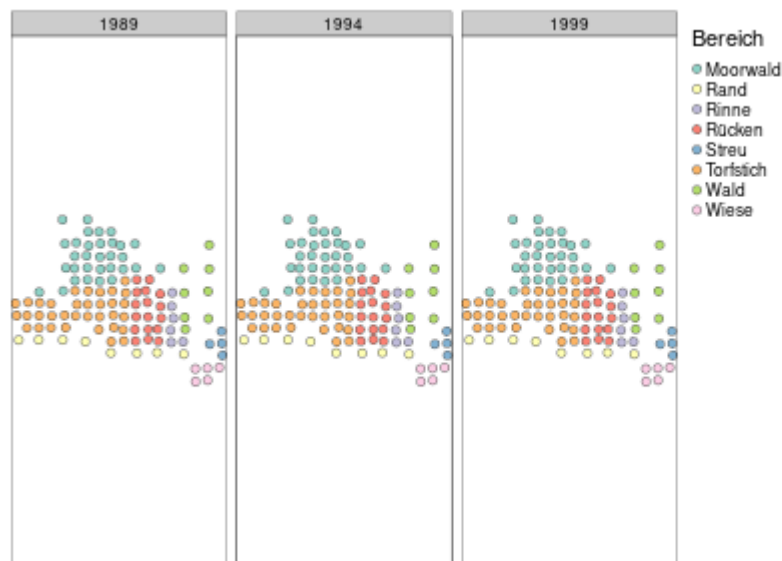 1989
1994
1999
Bereich
Moorwald
Rand
Rinne
Rücken
Streu
Torfstich
Wald
Wiese